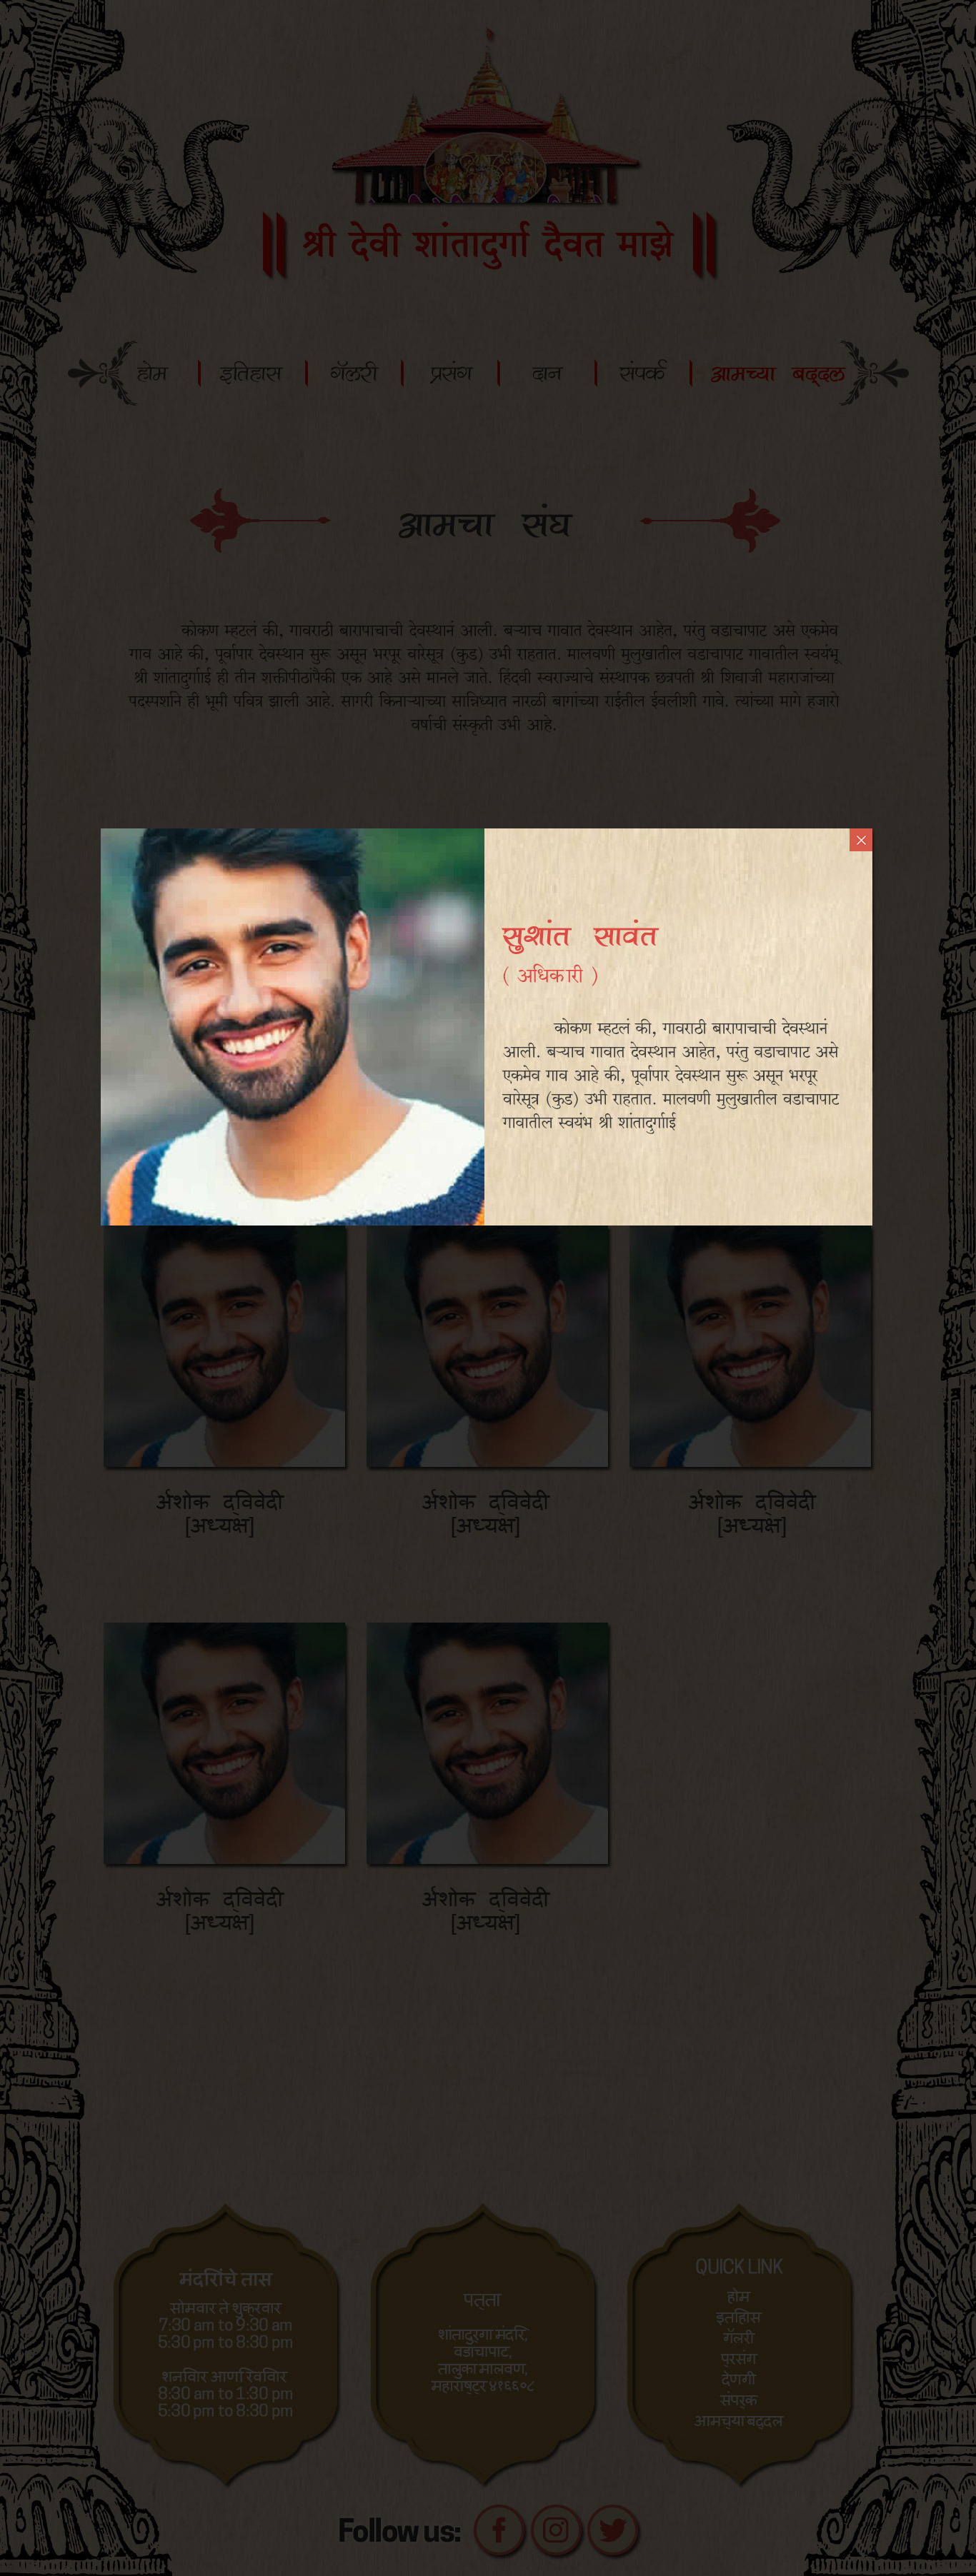 || श्री देवी शांतादुर्गा दैवत माझे ||
होम | इतिहास | गॅलरी | प्रसंग | दान | संपर्क | आमच्या बद्दल
आमचा संघ
कोकण म्हटलं की, गावराठी बारापाचाची देवस्थानं आली. बऱ्याच गावात देवस्थान आहेत, परंतु वडाचापाट असे एकमेव
गाव आहे की, पूर्वापार देवस्थान सुरू असून भरपूर वारेसूत्र (कुड) उभी राहतात. मालवणी मुलुखातील वडाचापाट गावातील स्वयंभू
श्री शांतादुर्गाआई ही तीन शक्तीपीठांपैकी एक आहे असे मानले जाते. हिंदवी स्वराज्याचे संस्थापक छत्रपती श्री शिवाजी महाराजांच्या
पदस्पर्शाने ही भूमी पवित्र झाली आहे. सागरी किनाऱ्याच्या सान्निध्यात नारळी बागांच्या राईतील ईवलीशी गावे. त्यांच्या मागे हजारो
वर्षाची संस्कृती उभी आहे.
सुशांत सावंत
( अधिकारी )
कोकण म्हटलं की, गावराठी बारापाचाची देवस्थानं
आली. बऱ्याच गावात देवस्थान आहेत, परंतु वडाचापाट असे
एकमेव गाव आहे की, पूर्वापार देवस्थान सुरू असून भरपूर
वारेसूत्र (कुड) उभी राहतात. मालवणी मुलुखातील वडाचापाट
गावातील स्वयंभ श्री शांतादुर्गाआई
अर्शोक द्विवेदी अर्शोक द्विवेदी अर्शोक द्विवेदी
[अध्यक्ष] [अध्यक्ष] [अध्यक्ष]
अर्शोक द्विवेदी अर्शोक द्विवेदी
[अध्यक्ष] [अध्यक्ष]
मंदिराचे तास
सोमवार ते शुक्रवार
7:30 am to 9:30 am
5:30 pm to 8:30 pm
शनिवार आणि रविवार
8:30 am to 1:30 pm
5:30 pm to 8:30 pm
पत्ता
शांतादुर्गा मंदिर,
वडाचापाट,
तालुका मालवण,
महाराष्ट्र ४१६६०८
QUICK LINK
होम
इतिहास
गॅलरी
प्रसंग
देणगी
संपर्क
आमच्या बद्दल
Follow us: